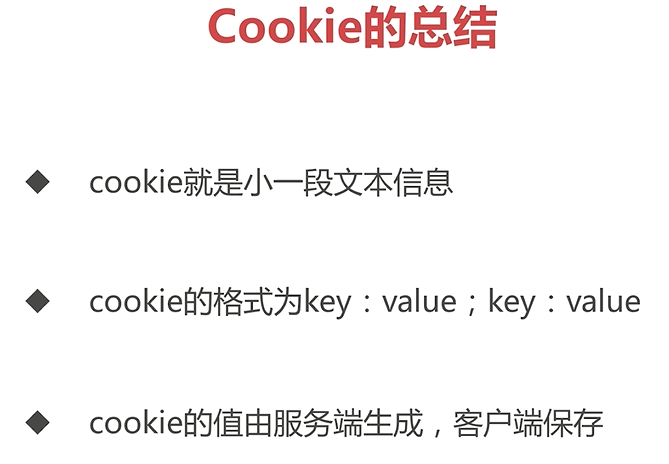 Cookie的总结
cookie就是小一段文本信息
cookie的格式为key：value；key：value
cookie的值由服务端生成，客户端保存